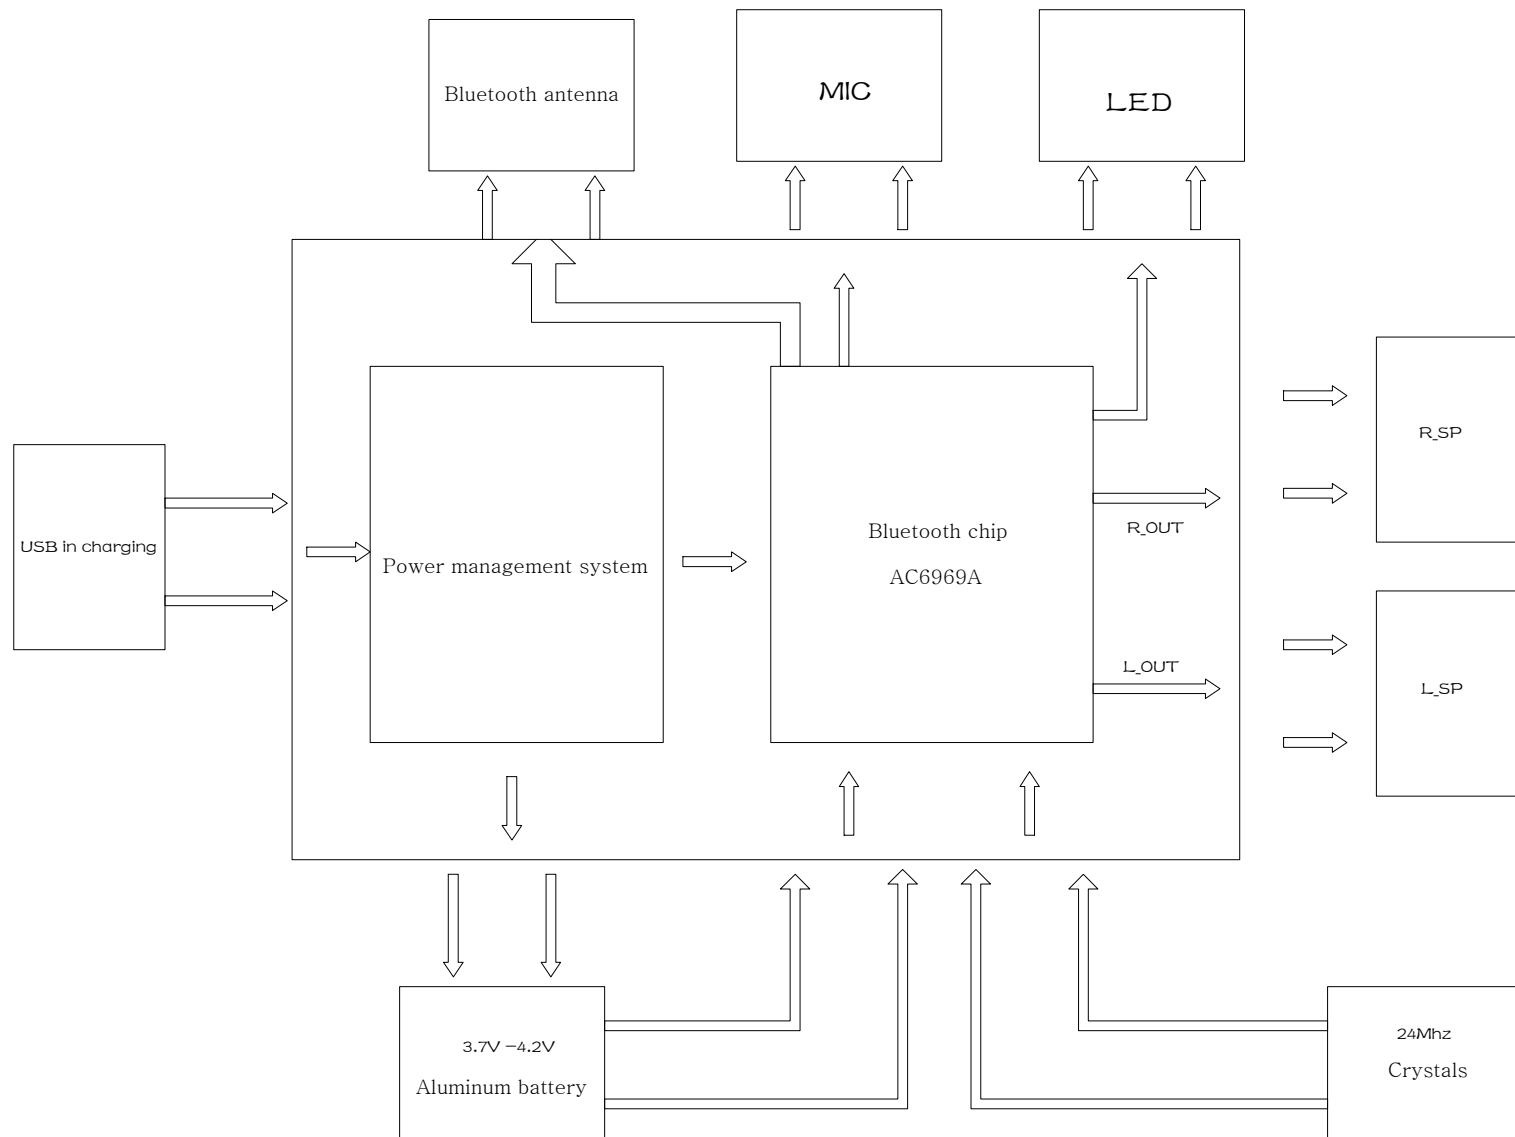 Bluetooth antenna
MIC
LED
R_SP
USB in charging
Power management system
Bluetooth chip
AC6969A
R_OUT
L_OUT
L_SP
3.7V -4.2V
Aluminum battery
24Mhz
Crystals